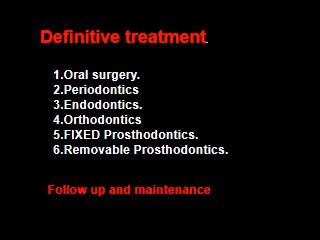 Definitive treatment.
1.Oral surgery.
2.Periodontics
3.Endodontics.
4.Orthodontics
5.FIXED Prosthodontics.
6.Removable Prosthodontics.
Follow up and maintenance